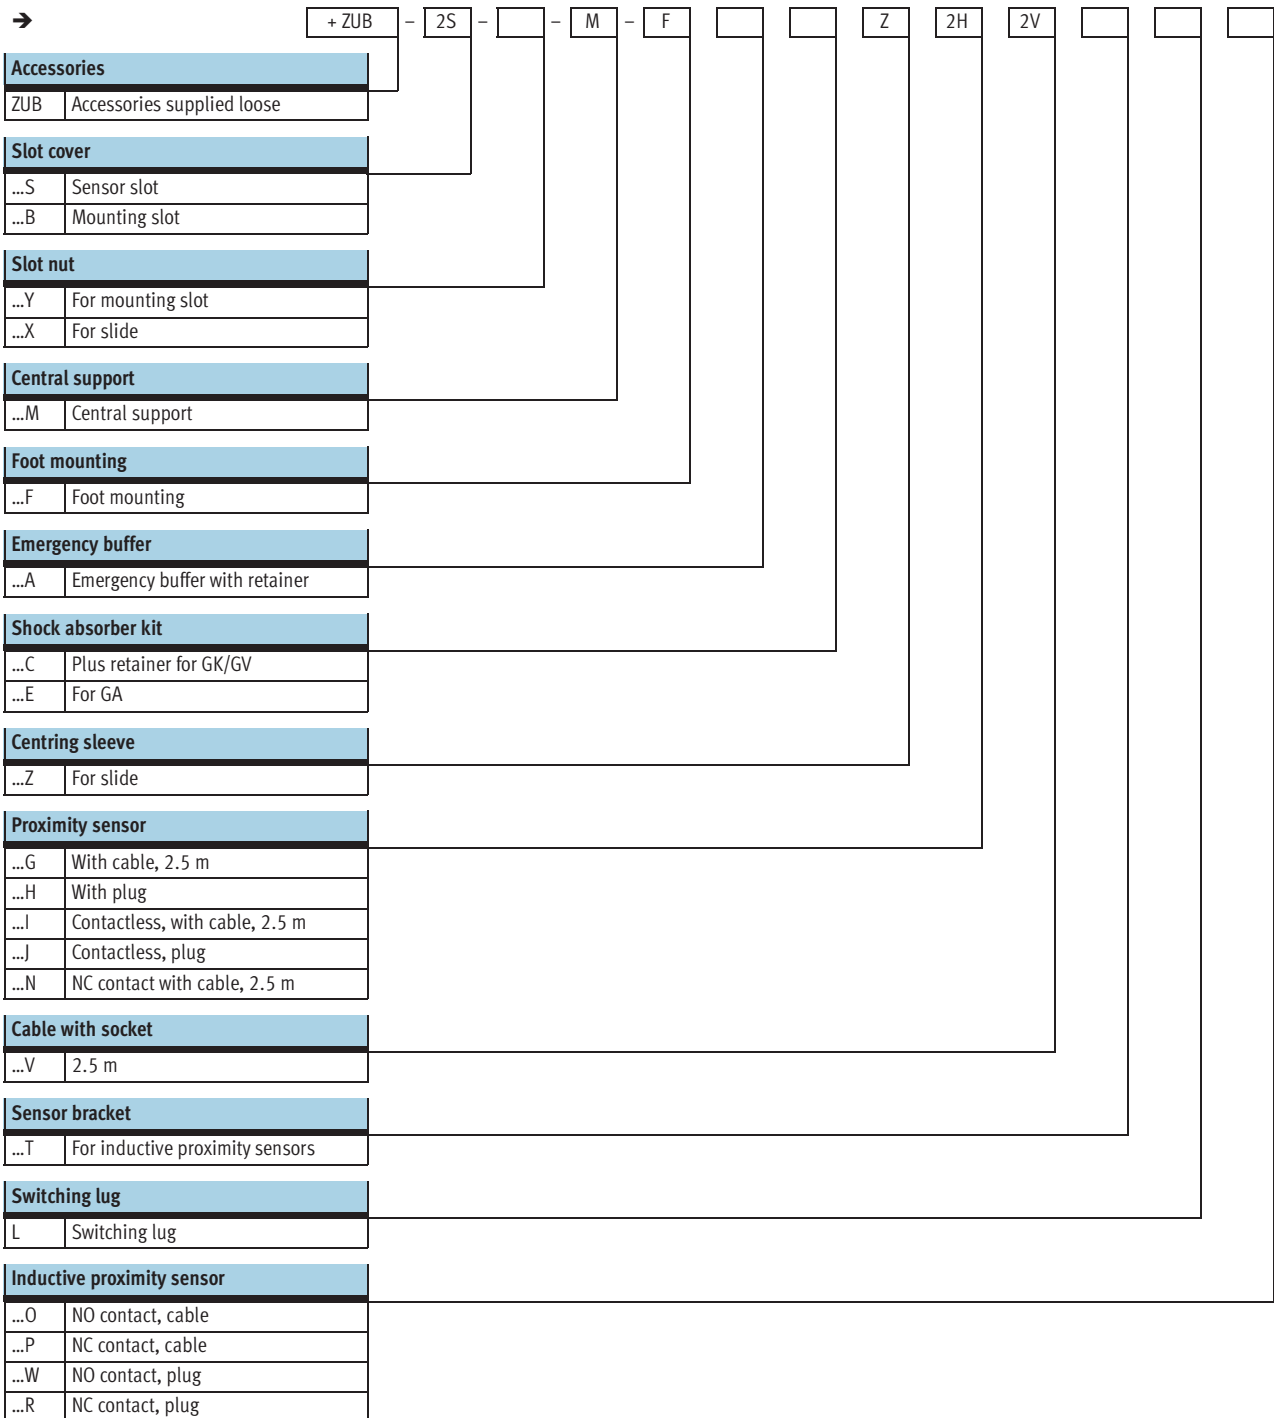 ➔ + ZUB – 2S – – M – F Z 2H 2V
Accessories
ZUB Accessories supplied loose
Slot cover
...S Sensor slot
...B Mounting slot
Slot nut
...Y For mounting slot
...X For slide
Central support
...M Central support
Foot mounting
...F Foot mounting
Emergency buffer
...A Emergency buffer with retainer
Shock absorber kit
...C Plus retainer for GK/GV
...E For GA
Centring sleeve
...Z For slide
Proximity sensor
...G With cable, 2.5 m
...H With plug
...I Contactless, with cable, 2.5 m
...J Contactless, plug
...N NC contact with cable, 2.5 m
Cable with socket
...V 2.5 m
Sensor bracket
...T For inductive proximity sensors
Switching lug
L Switching lug
Inductive proximity sensor
...O NO contact, cable
...P NC contact, cable
...W NO contact, plug
...R NC contact, plug